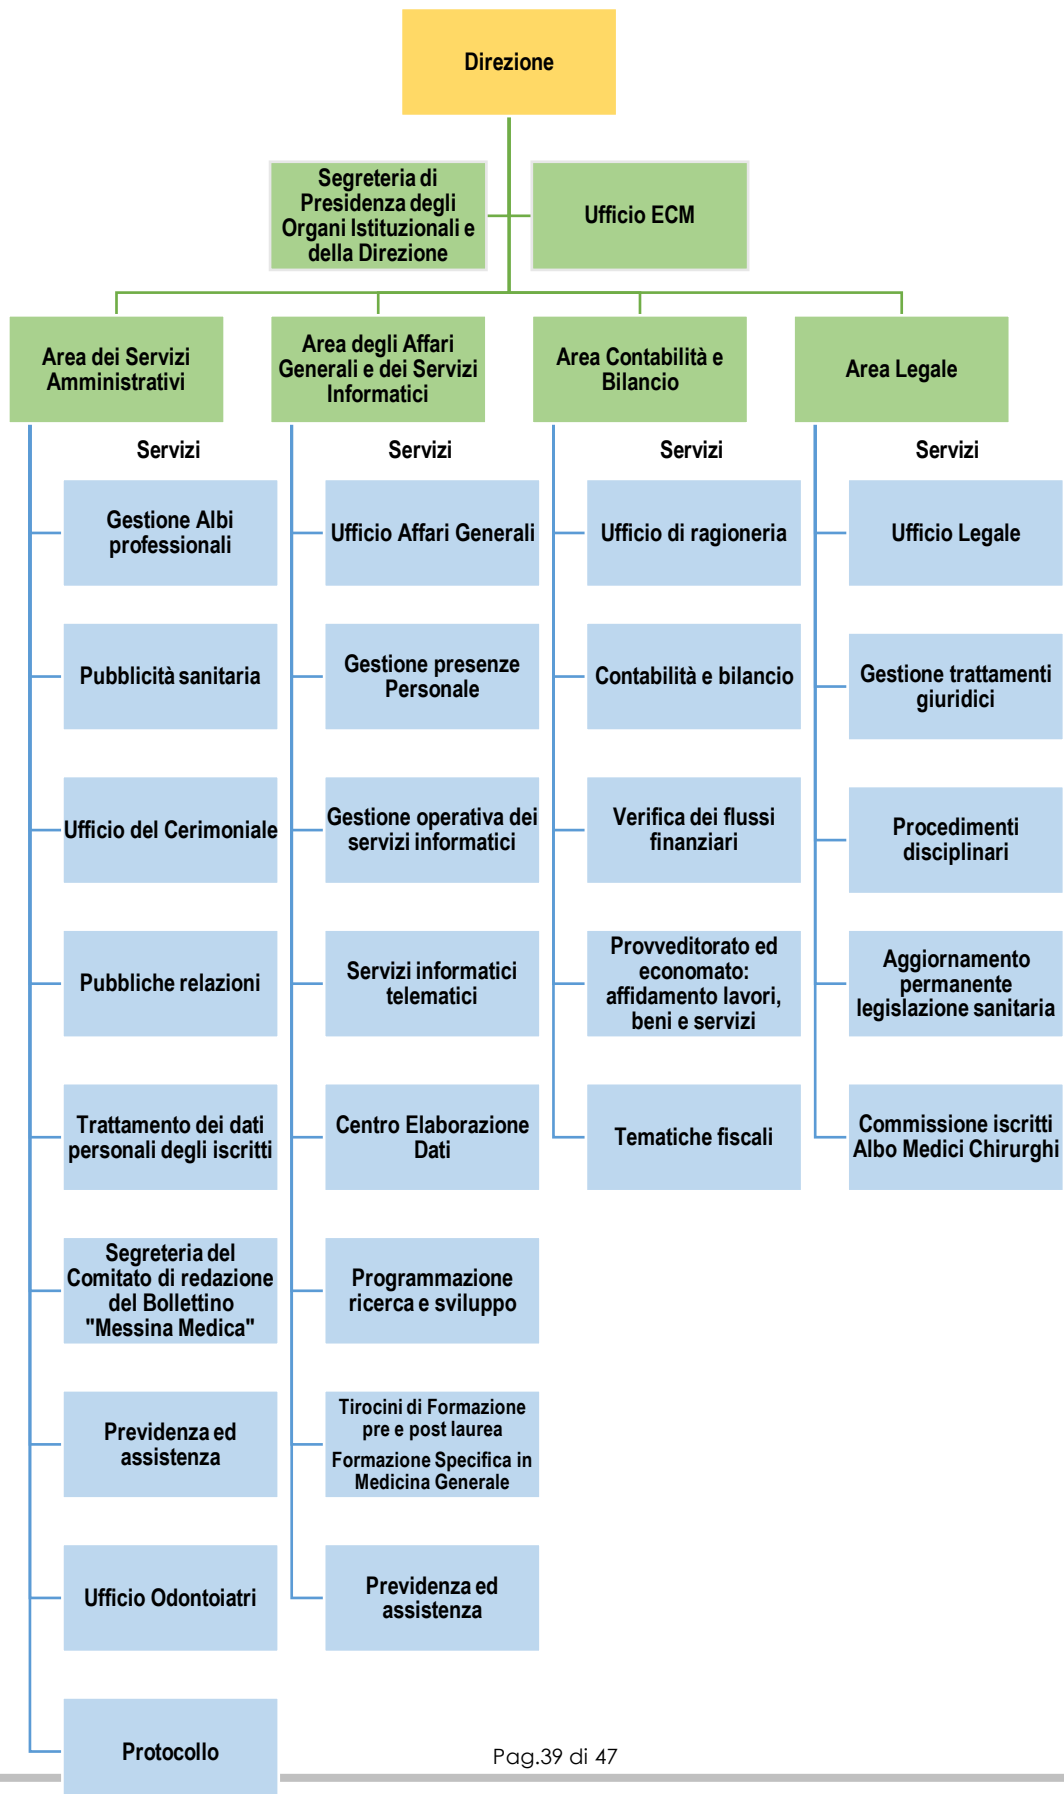 Direzione
Segreteria di
Presidenza degli
Organi Istituzionali e
della Direzione
Ufficio ECM
Area dei Servizi
Amministrativi
Area degli Affari
Generali e dei Servizi
Informatici
Area Contabilità e
Bilancio
Area Legale
Servizi
Servizi
Servizi
Servizi
Gestione Albi
professionali
Pubblicità sanitaria
Ufficio del Cerimoniale
Pubbliche relazioni
Trattamento dei dati
personali degli iscritti
Segreteria del
Comitato di redazione
del Bollettino
"Messina Medica"
Previdenza ed
assistenza
Ufficio Odontoiatri
Protocollo
Ufficio Affari Generali
Gestione presenze
Personale
Gestione operativa dei
servizi informatici
Servizi informatici
telematici
Centro Elaborazione
Dati
Programmazione
ricerca e sviluppo
Tirocini di Formazione
pre e post laurea
Formazione Specifica in
Medicina Generale
Previdenza ed
assistenza
Ufficio di ragioneria
Contabilità e bilancio
Verifica dei flussi
finanziari
Provveditorato ed
economato:
affidamento lavori,
beni e servizi
Tematiche fiscali
Ufficio Legale
Gestione trattamenti
giuridici
Procedimenti
disciplinari
Aggiornamento
permanente
legislazione sanitaria
Commissione iscritti
Albo Medici Chirurghi
Pag.39 di 47